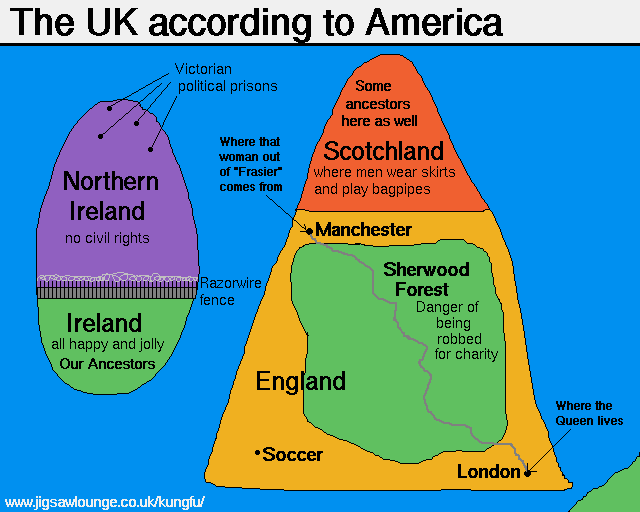 The UK according to America
Victorian
political prisons
Northern
Ireland
no civil rights
Razorwire
fence
Ireland
all happy and jolly
Our Ancestors
Some
ancestors
here as well
Scotchland
where men wear skirts
and play bagpipes
Where that
woman out
of "Frasier"
comes from
Manchester
Sherwood
Forest
Danger of
being
robbed
for charity
England
Soccer
London
Where the
Queen lives
www.jigsawlounge.co.uk/kungfu/